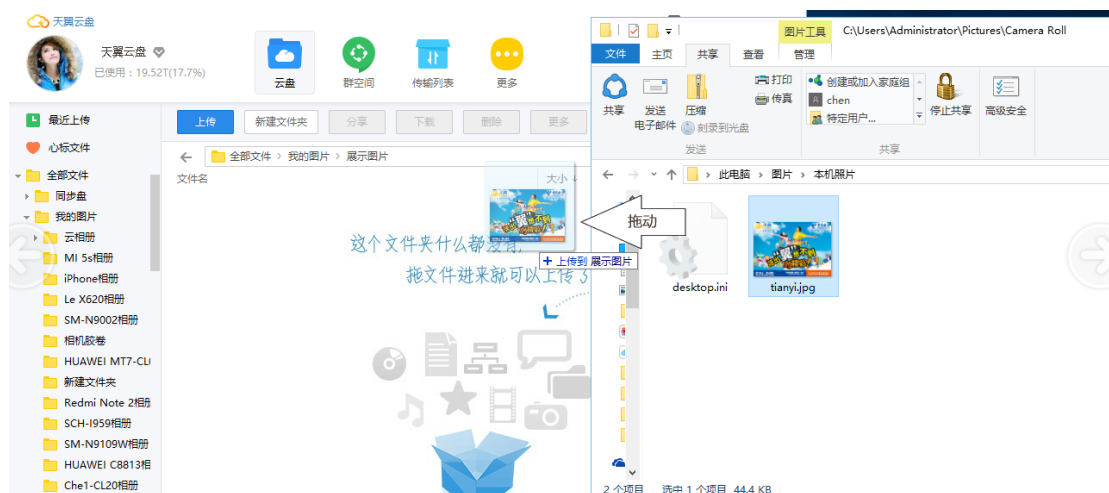 天翼云盘
天翼云盘
已使用：19.52T(17.7%)
云盘
群空间
传输列表
更多
最近上传
心标文件
全部文件
同步盘
我的图片
云相册
MI 5s相册
iPhone相册
Le X620相册
SM-N9002相册
相机胶卷
HUAWEI MT7-CL
新建文件夹
Redmi Note 2相册
SCH-I959相册
SM-N9109W相册
HUAWEI C8813相
Che1-CL20相册
上传
新建文件夹
分享
下载
删除
更多
全部文件 > 我的图片 > 展示图片
文件名
大小
这个文件夹什么都没有,
拖文件进来就可以上传了
上传到 展示图片
拖动
图片工具
C:\Users\Administrator\Pictures\Camera Roll
文件
主页
共享
查看
管理
共享
发送
电子邮件
压缩
刻录到光盘
打印
传真
发送
创建或加入家庭组
chen
特定用户...
停止共享
高级安全
共享
此电脑 > 图片 > 本机照片
desktop.ini
tianyi.jpg
2 个项目
选中 1 个项目 44.4 KB